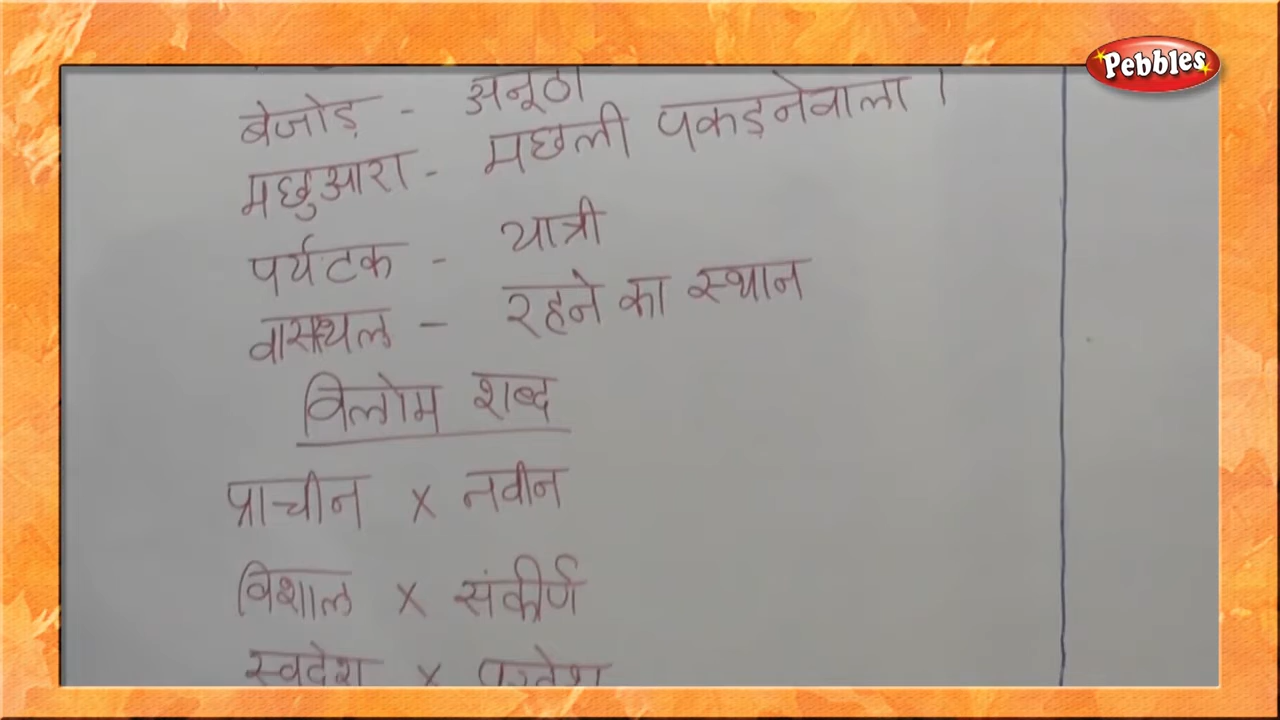 Pebbles
बेजोड़ - अनूठा
मछुआरा - मछली पकड़नेवाला ।
पर्यटक - यात्री
वासस्थल - रहने का स्थान
विलोम शब्द
प्राचीन x नवीन
विशाल x संकीर्ण
स्वदेश x